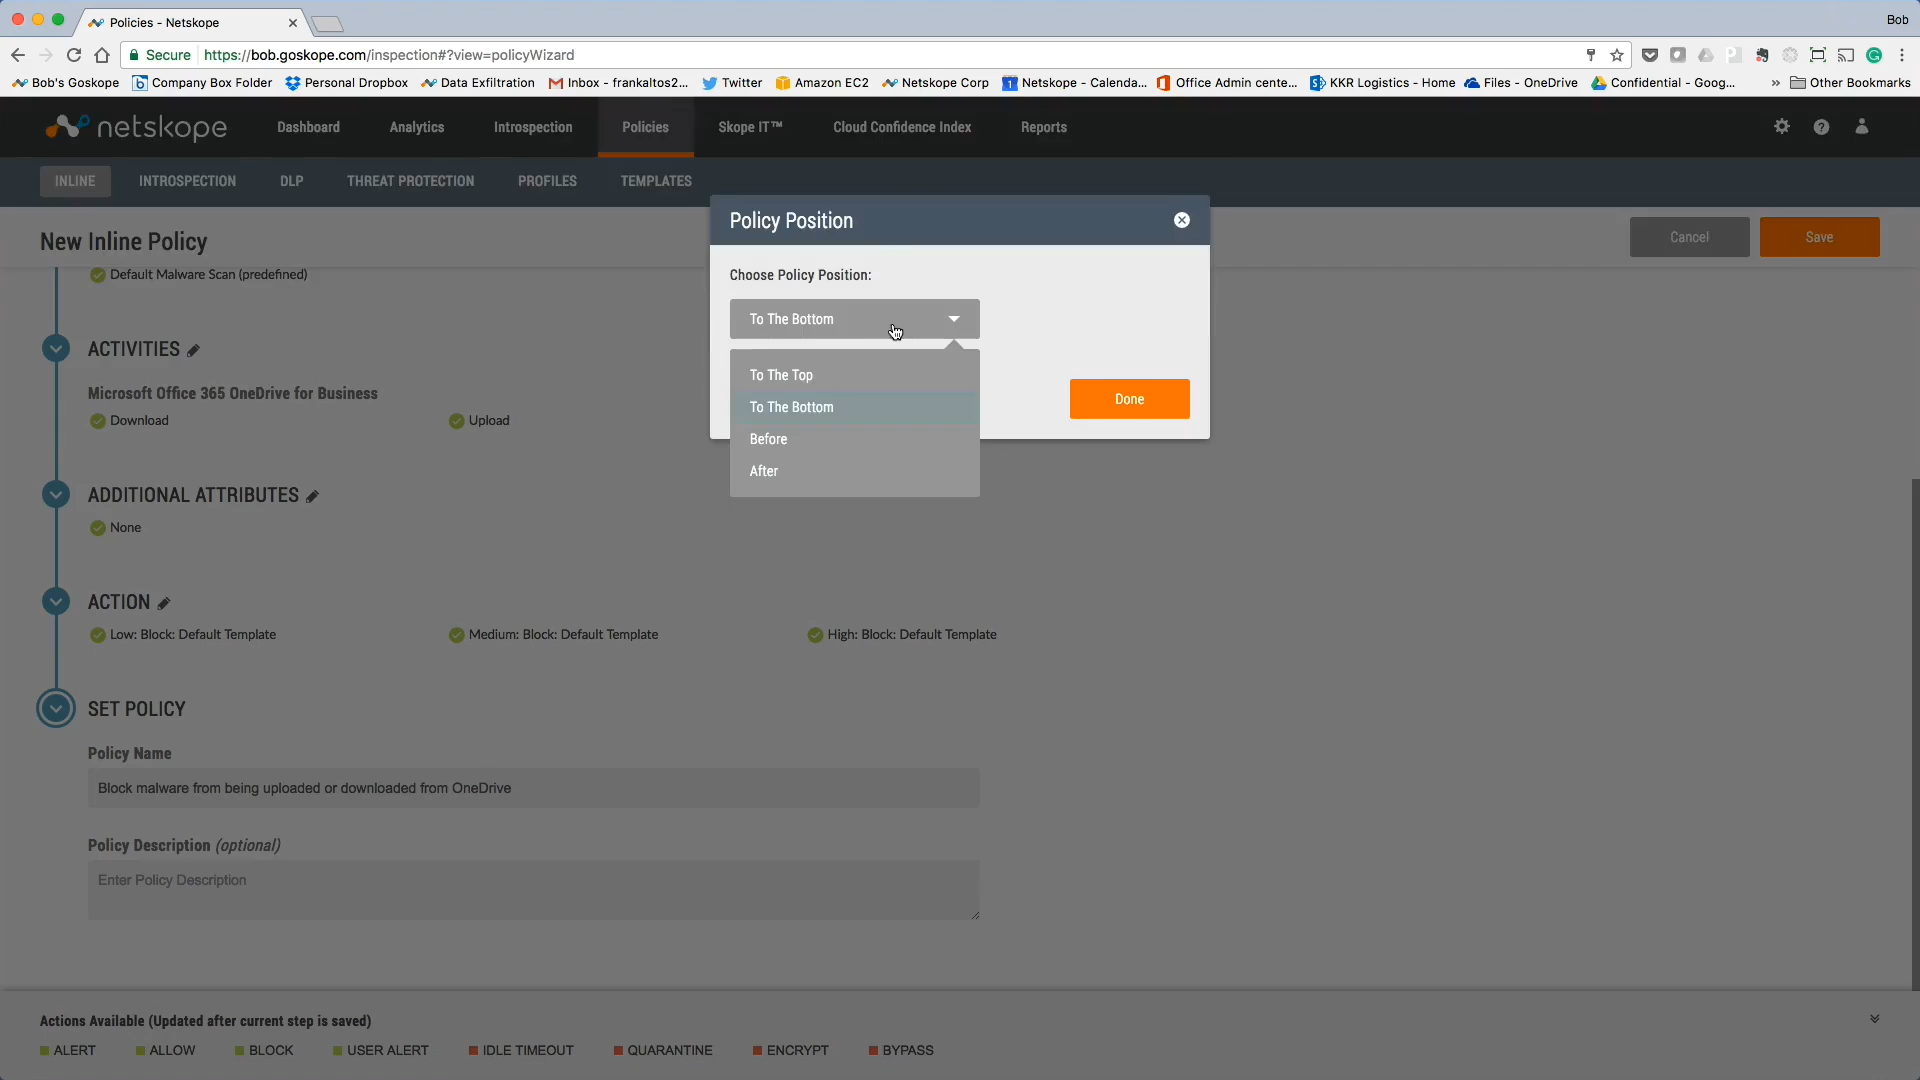 Policies - Netskope
Bob
Secure https://bob.goskope.com/inspection#?view=policyWizard
Bob's Goskope Company Box Folder Personal Dropbox Data Exfiltration Inbox - frankaltos2... Twitter Amazon EC2 Netskope Corp Netskope - Calenda... Office Admin cente... KKR Logistics - Home Files - OneDrive Confidential - Goog... » Other Bookmarks
netskope Dashboard Analytics Introspection Policies Skope IT™ Cloud Confidence Index Reports
INLINE INTROSPECTION DLP THREAT PROTECTION PROFILES TEMPLATES
New Inline Policy
Cancel Save
Policy Position
Choose Policy Position:
To The Bottom
To The Top
To The Bottom
Before
After
Done
Default Malware Scan (predefined)
ACTIVITIES
Microsoft Office 365 OneDrive for Business
Download Upload
ADDITIONAL ATTRIBUTES
None
ACTION
Low: Block: Default Template Medium: Block: Default Template High: Block: Default Template
SET POLICY
Policy Name
Block malware from being uploaded or downloaded from OneDrive
Policy Description (optional)
Enter Policy Description
Actions Available (Updated after current step is saved)
ALERT ALLOW BLOCK USER ALERT IDLE TIMEOUT QUARANTINE ENCRYPT BYPASS